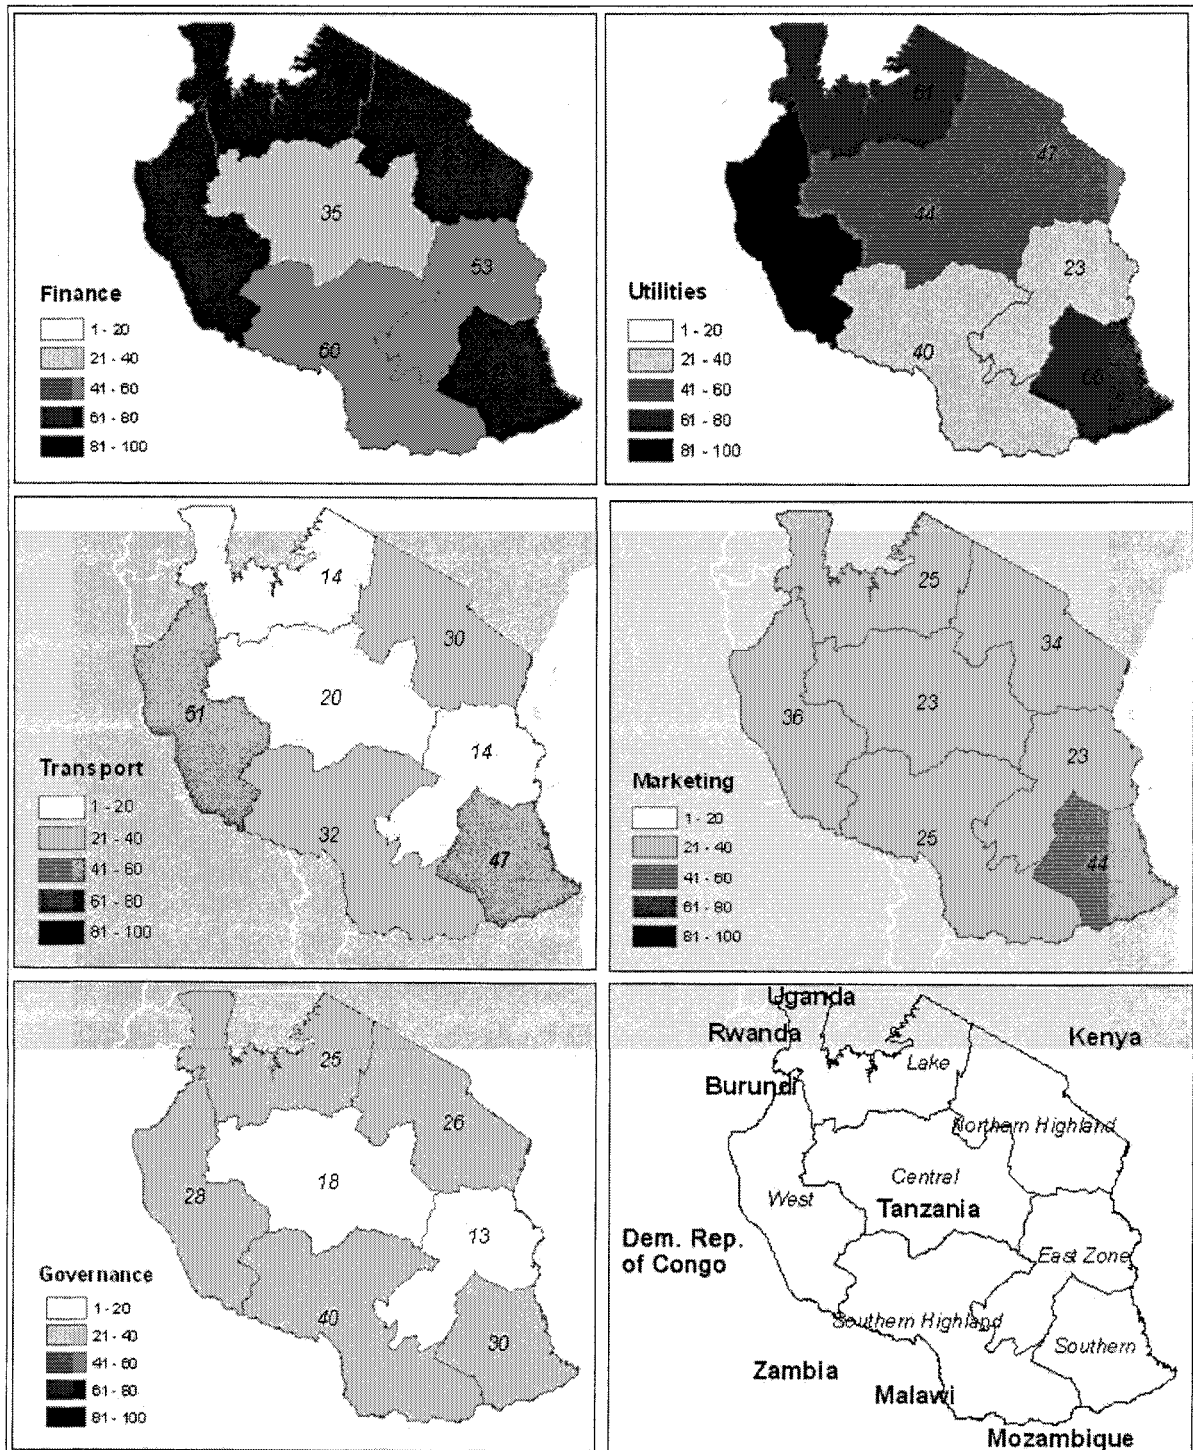 35
53
60
Finance
1 - 20
21 - 40
41 - 60
61 - 80
81 - 100
61
47
44
23
40
Utilities
1 - 20
21 - 40
41 - 60
61 - 80
81 - 100
14
30
20
14
32
47
Transport
1 - 20
21 - 40
41 - 60
61 - 80
81 - 100
25
34
36
23
23
25
44
Marketing
1 - 20
21 - 40
41 - 60
61 - 80
81 - 100
25
26
18
28
13
40
30
Governance
1 - 20
21 - 40
41 - 60
61 - 80
81 - 100
Uganda
Rwanda
Kenya
Lake
Burundi
Northern Highland
Central
West
Tanzania
Dem. Rep.
of Congo
East Zone
Southern Highland
Southern
Zambia
Malawi
Mozambique